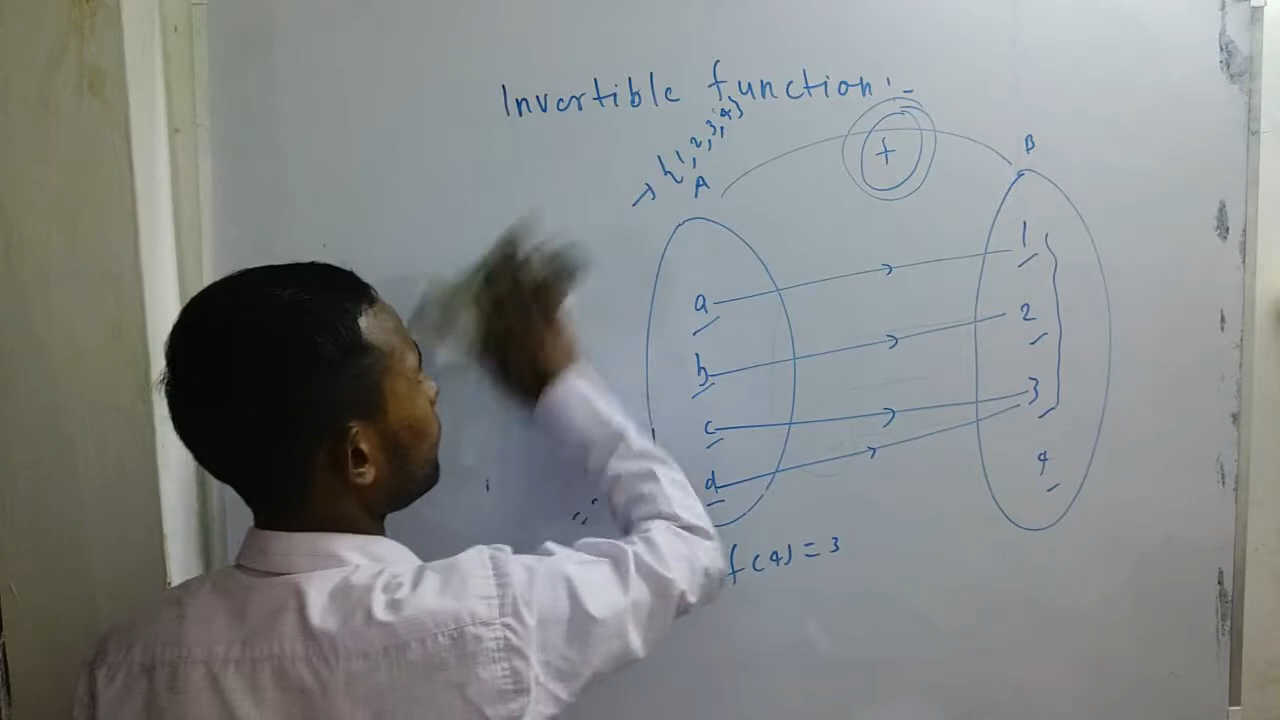 Invertible function :-
{1, 2, 3, 4}
A
f
B
a
b
c
d
1
2
3
4
f(4) = 3